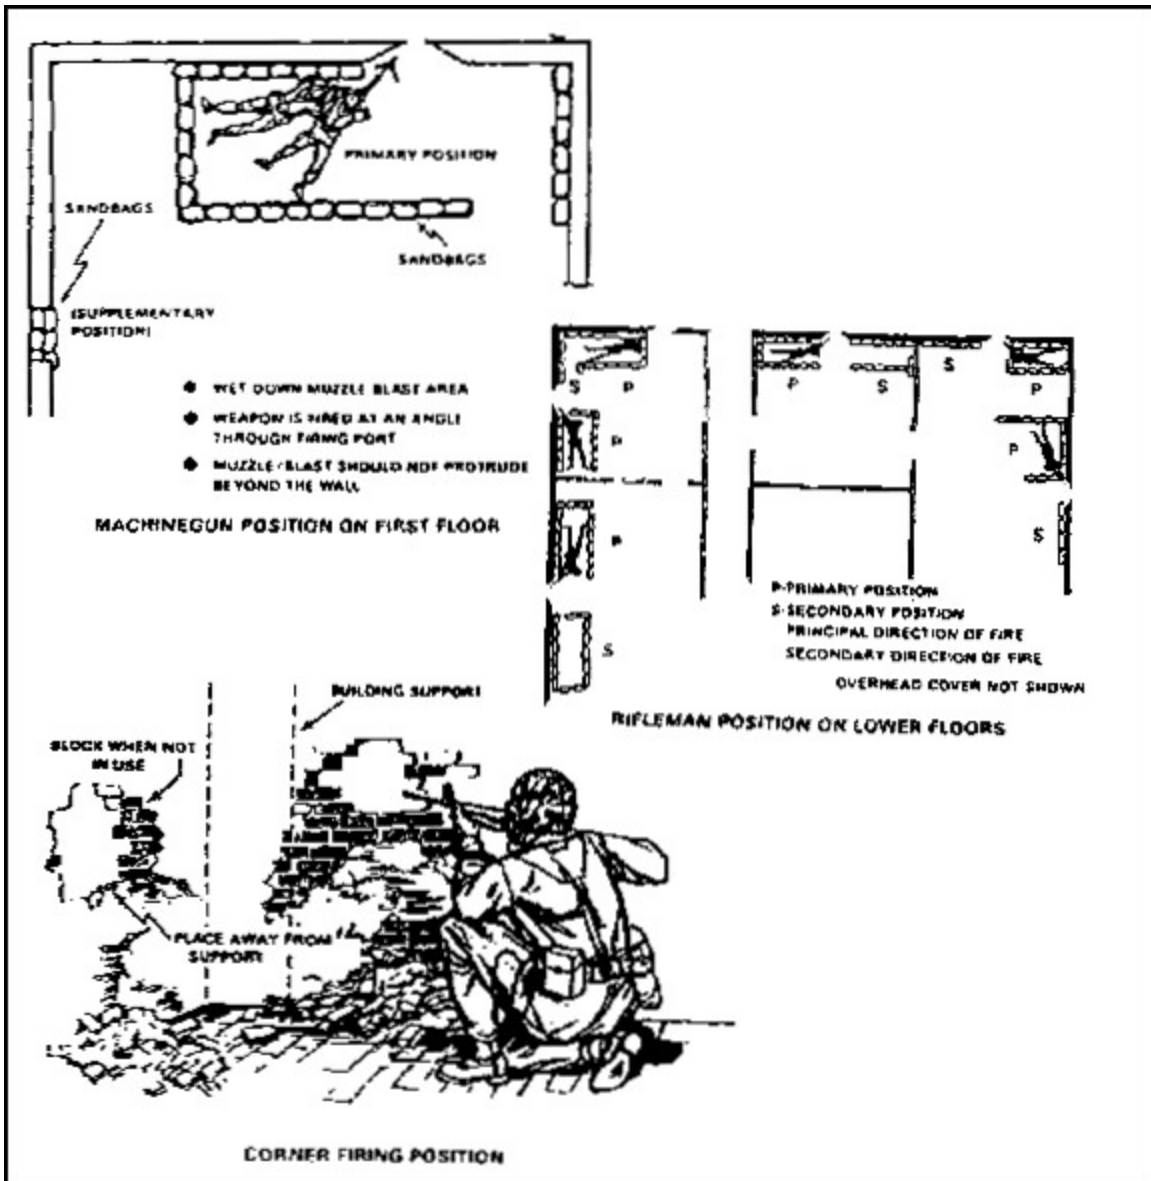 PRIMARY POSITION
SANDBAGS
SANDBAGS
(SUPPLEMENTARY
POSITION)
● WET DOWN MUZZLE BLAST AREA
● WEAPON IS FIRED AT AN ANGLE
THROUGH FIRING PORT
● MUZZLE/BLAST SHOULD NOT PROTRUDE
BEYOND THE WALL
MACHINEGUN POSITION ON FIRST FLOOR
S P
P
P
S
P S
S
P
P
S
P-PRIMARY POSITION
S-SECONDARY POSITION
PRINCIPAL DIRECTION OF FIRE
SECONDARY DIRECTION OF FIRE
OVERHEAD COVER NOT SHOWN
RIFLEMAN POSITION ON LOWER FLOORS
BUILDING SUPPORT
BLOCK WHEN NOT
IN USE
PLACE AWAY FROM
SUPPORT
CORNER FIRING POSITION